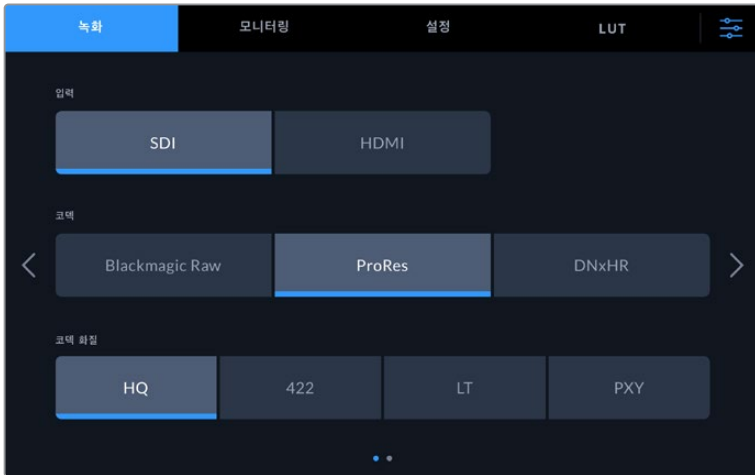 녹화 모니터링 설정 LUT
입력
SDI HDMI
코덱
Blackmagic Raw ProRes DNxHR
코덱 화질
HQ 422 LT PXY